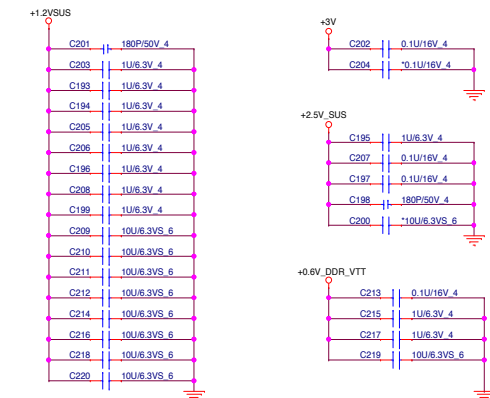 +1.2VSUS
C201 180P/50V_4
C203 1U/6.3V_4
C193 1U/6.3V_4
C194 1U/6.3V_4
C205 1U/6.3V_4
C206 1U/6.3V_4
C196 1U/6.3V_4
C208 1U/6.3V_4
C199 1U/6.3V_4
C209 10U/6.3VS_6
C210 10U/6.3VS_6
C211 10U/6.3VS_6
C212 10U/6.3VS_6
C214 10U/6.3VS_6
C216 10U/6.3VS_6
C218 10U/6.3VS_6
C220 10U/6.3VS_6
+3V
C202 0.1U/16V_4
C204 *0.1U/16V_4
+2.5V_SUS
C195 1U/6.3V_4
C207 0.1U/16V_4
C197 0.1U/16V_4
C198 180P/50V_4
C200 *10U/6.3VS_6
+0.6V_DDR_VTT
C213 0.1U/16V_4
C215 1U/6.3V_4
C217 1U/6.3V_4
C219 10U/6.3VS_6